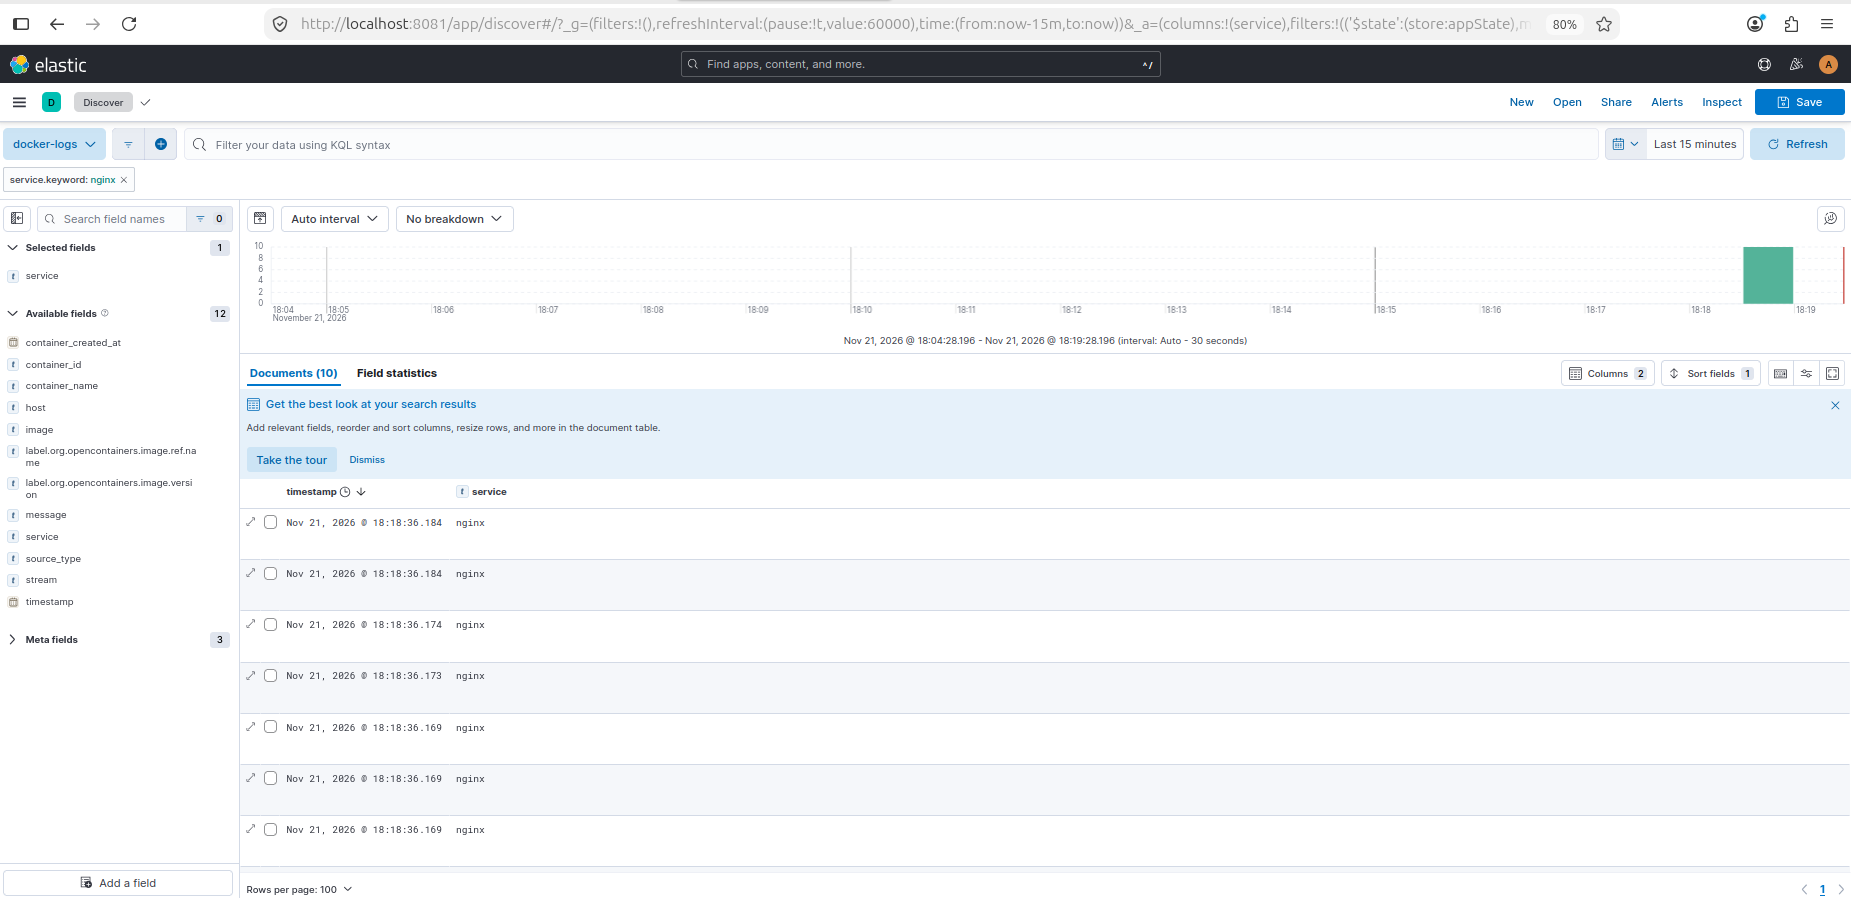 http://localhost:8081/app/discover#/?_g=(filters:!(),refreshInterval:(pause:!t,value:60000),time:(from:now-15m,to:now))&_a=(columns:!(service),filters:!(('$state':(store:appState),m
80%
elastic
Find apps, content, and more.
^/
A
D
Discover
New
Open
Share
Alerts
Inspect
Save
docker-logs
Filter your data using KQL syntax
Last 15 minutes
Refresh
service.keyword: nginx ×
Search field names
0
Auto interval
No breakdown
Selected fields
1
t service
Available fields
12
container_created_at
t container_id
t container_name
t host
t image
t label.org.opencontainers.image.ref.na
me
t label.org.opencontainers.image.versi
on
t message
t service
t source_type
t stream
timestamp
Meta fields
3
Add a field
10
8
6
4
2
0
18:04 18:05 18:06 18:07 18:08 18:09 18:10 18:11 18:12 18:13 18:14 18:15 18:16 18:17 18:18 18:19
November 21, 2026
Nov 21, 2026 @ 18:04:28.196 - Nov 21, 2026 @ 18:19:28.196 (interval: Auto - 30 seconds)
Documents (10)
Field statistics
Columns 2
Sort fields 1
Get the best look at your search results
Add relevant fields, reorder and sort columns, resize rows, and more in the document table.
Take the tour
Dismiss
timestamp
t service
Nov 21, 2026 @ 18:18:36.184 nginx
Nov 21, 2026 @ 18:18:36.184 nginx
Nov 21, 2026 @ 18:18:36.174 nginx
Nov 21, 2026 @ 18:18:36.173 nginx
Nov 21, 2026 @ 18:18:36.169 nginx
Nov 21, 2026 @ 18:18:36.169 nginx
Nov 21, 2026 @ 18:18:36.169 nginx
Rows per page: 100
1